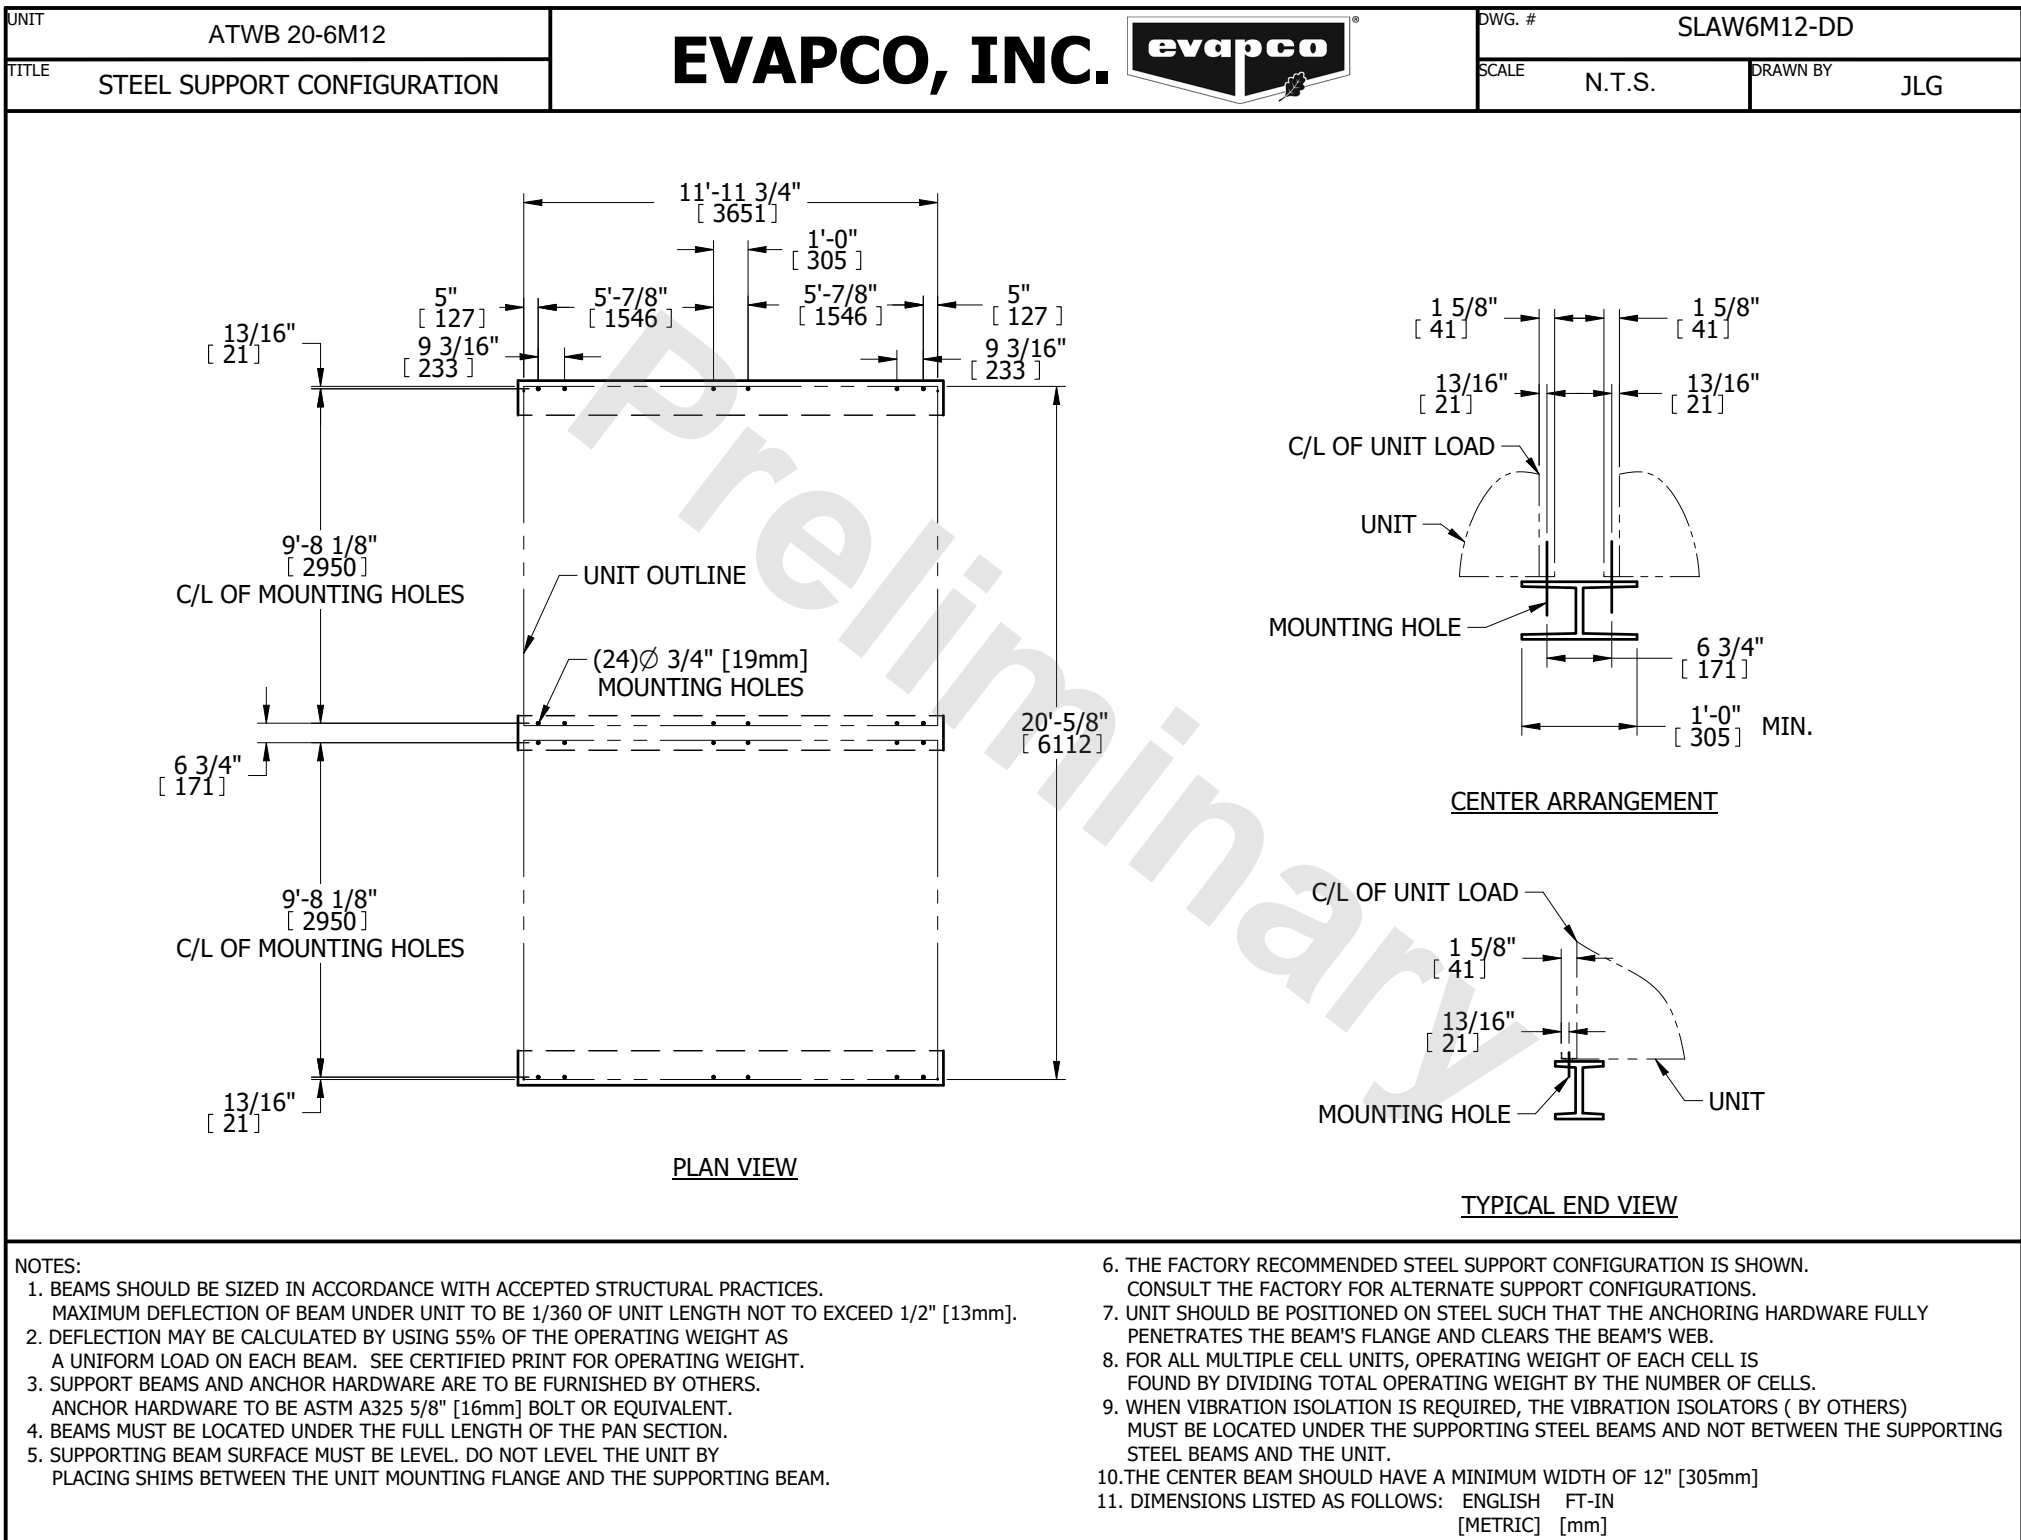 UNIT
ATWB 20-6M12
TITLE
STEEL SUPPORT CONFIGURATION
EVAPCO, INC.
evapco
®
DWG. #
SLAW6M12-DD
SCALE
N.T.S.
DRAWN BY
JLG
11'-11 3/4"
[ 3651 ]
1'-0"
[ 305 ]
5"
[ 127 ]
5'-7/8"
[ 1546 ]
5'-7/8"
[ 1546 ]
5"
[ 127 ]
13/16"
[ 21 ]
9 3/16"
[ 233 ]
9 3/16"
[ 233 ]
9'-8 1/8"
[ 2950 ]
C/L OF MOUNTING HOLES
UNIT OUTLINE
(24)∅ 3/4" [19mm]
MOUNTING HOLES
20'-5/8"
[ 6112 ]
6 3/4"
[ 171 ]
9'-8 1/8"
[ 2950 ]
C/L OF MOUNTING HOLES
13/16"
[ 21 ]
PLAN VIEW
Preliminary
1 5/8"
[ 41 ]
1 5/8"
[ 41 ]
13/16"
[ 21 ]
13/16"
[ 21 ]
C/L OF UNIT LOAD
UNIT
MOUNTING HOLE
6 3/4"
[ 171 ]
1'-0"
[ 305 ]
MIN.
CENTER ARRANGEMENT
C/L OF UNIT LOAD
1 5/8"
[ 41 ]
13/16"
[ 21 ]
MOUNTING HOLE
UNIT
TYPICAL END VIEW
NOTES:
1. BEAMS SHOULD BE SIZED IN ACCORDANCE WITH ACCEPTED STRUCTURAL PRACTICES.
MAXIMUM DEFLECTION OF BEAM UNDER UNIT TO BE 1/360 OF UNIT LENGTH NOT TO EXCEED 1/2" [13mm].
2. DEFLECTION MAY BE CALCULATED BY USING 55% OF THE OPERATING WEIGHT AS
A UNIFORM LOAD ON EACH BEAM. SEE CERTIFIED PRINT FOR OPERATING WEIGHT.
3. SUPPORT BEAMS AND ANCHOR HARDWARE ARE TO BE FURNISHED BY OTHERS.
ANCHOR HARDWARE TO BE ASTM A325 5/8" [16mm] BOLT OR EQUIVALENT.
4. BEAMS MUST BE LOCATED UNDER THE FULL LENGTH OF THE PAN SECTION.
5. SUPPORTING BEAM SURFACE MUST BE LEVEL. DO NOT LEVEL THE UNIT BY
PLACING SHIMS BETWEEN THE UNIT MOUNTING FLANGE AND THE SUPPORTING BEAM.
6. THE FACTORY RECOMMENDED STEEL SUPPORT CONFIGURATION IS SHOWN.
CONSULT THE FACTORY FOR ALTERNATE SUPPORT CONFIGURATIONS.
7. UNIT SHOULD BE POSITIONED ON STEEL SUCH THAT THE ANCHORING HARDWARE FULLY
PENETRATES THE BEAM'S FLANGE AND CLEARS THE BEAM'S WEB.
8. FOR ALL MULTIPLE CELL UNITS, OPERATING WEIGHT OF EACH CELL IS
FOUND BY DIVIDING TOTAL OPERATING WEIGHT BY THE NUMBER OF CELLS.
9. WHEN VIBRATION ISOLATION IS REQUIRED, THE VIBRATION ISOLATORS ( BY OTHERS)
MUST BE LOCATED UNDER THE SUPPORTING STEEL BEAMS AND NOT BETWEEN THE SUPPORTING
STEEL BEAMS AND THE UNIT.
10.THE CENTER BEAM SHOULD HAVE A MINIMUM WIDTH OF 12" [305mm]
11. DIMENSIONS LISTED AS FOLLOWS: ENGLISH FT-IN
[METRIC] [mm]